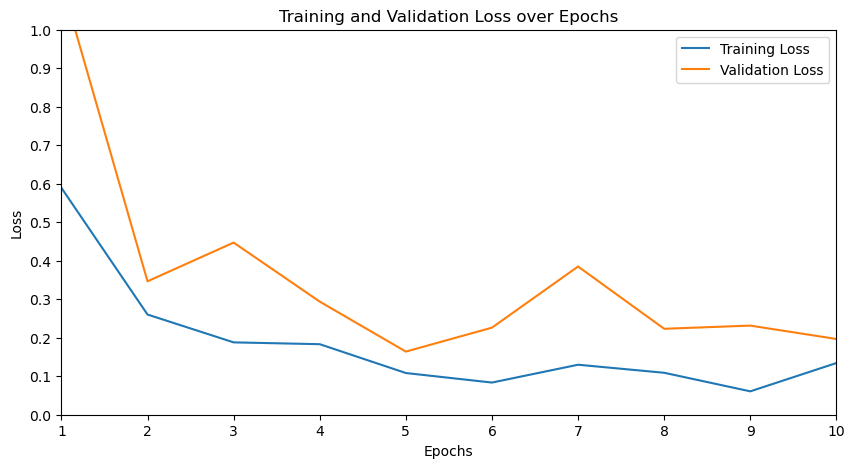 Training and Validation Loss over Epochs
Training Loss
Validation Loss
Loss
1.0
0.9
0.8
0.7
0.6
0.5
0.4
0.3
0.2
0.1
0.0
1 2 3 4 5 6 7 8 9 10
Epochs